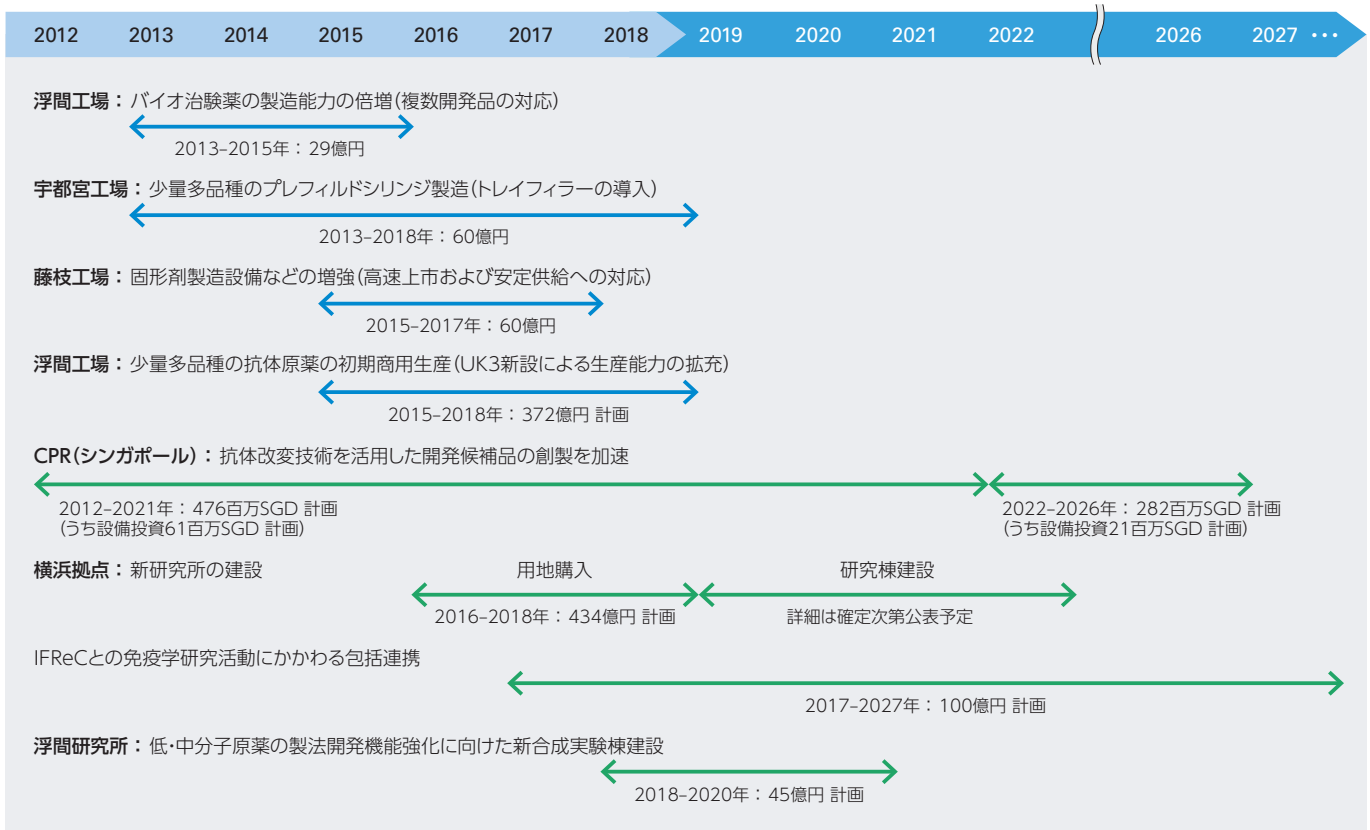 2012 2013 2014 2015 2016 2017 2018 2019 2020 2021 2022 2026 2027 ･･･
浮間工場：バイオ治験薬の製造能力の倍増(複数開発品の対応)
2013–2015年：29億円
宇都宮工場：少量多品種のプレフィルドシリンジ製造(トレイフィラーの導入)
2013–2018年：60億円
藤枝工場：固形剤製造設備などの増強(高速上市および安定供給への対応)
2015–2017年：60億円
浮間工場：少量多品種の抗体原薬の初期商用生産(UK3新設による生産能力の拡充)
2015–2018年：372億円 計画
CPR(シンガポール)：抗体改変技術を活用した開発候補品の創製を加速
2012–2021年：476百万SGD 計画
(うち設備投資61百万SGD 計画)
2022–2026年：282百万SGD 計画
(うち設備投資21百万SGD 計画)
横浜拠点：新研究所の建設
用地購入
研究棟建設
2016–2018年：434億円 計画
詳細は確定次第公表予定
IFReCとの免疫学研究活動にかかわる包括連携
2017–2027年：100億円 計画
浮間研究所：低･中分子原薬の製法開発機能強化に向けた新合成実験棟建設
2018–2020年：45億円 計画